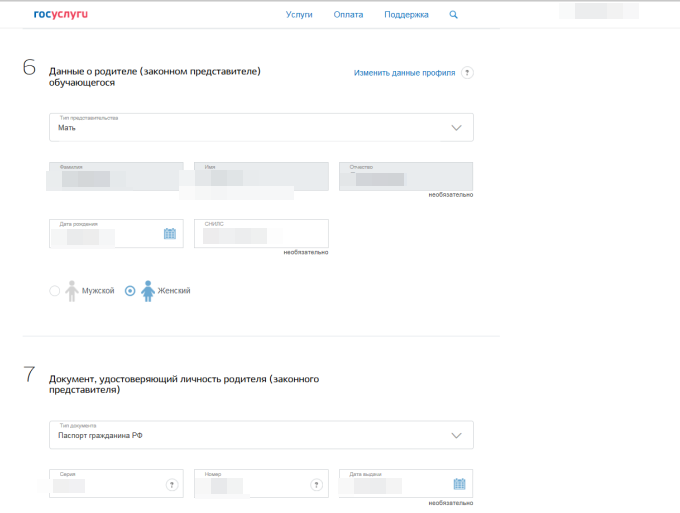 госуслуги
Услуги Оплата Поддержка
6
Данные о родителе (законном представителе)
обучающегося
Изменить данные профиля ?
Тип представительства
Мать
Фамилия Имя Отчество
необязательно
Дата рождения СНИЛС
необязательно
Мужской Женский
7
Документ, удостоверяющий личность родителя (законного
представителя)
Тип документа
Паспорт гражданина РФ
Серия ? Номер ? Дата выдачи
необязательно